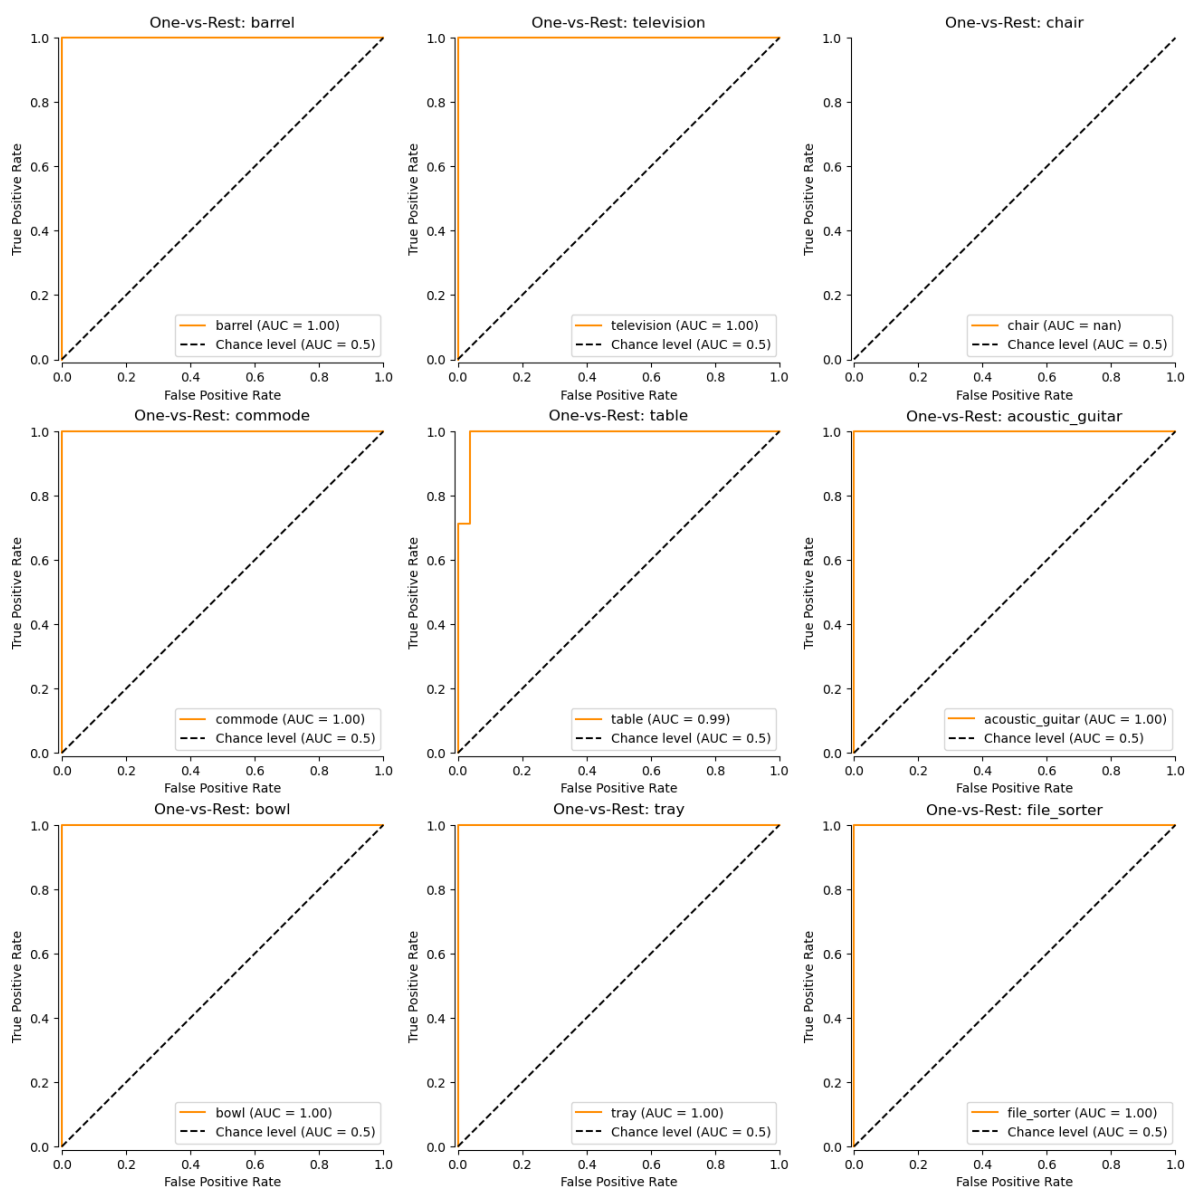 One-vs-Rest: barrel
True Positive Rate
1.0
0.8
0.6
0.4
0.2
0.0
barrel (AUC = 1.00)
Chance level (AUC = 0.5)
0.0 0.2 0.4 0.6 0.8 1.0
False Positive Rate
One-vs-Rest: television
True Positive Rate
1.0
0.8
0.6
0.4
0.2
0.0
television (AUC = 1.00)
Chance level (AUC = 0.5)
0.0 0.2 0.4 0.6 0.8 1.0
False Positive Rate
One-vs-Rest: chair
True Positive Rate
1.0
0.8
0.6
0.4
0.2
0.0
chair (AUC = nan)
Chance level (AUC = 0.5)
0.0 0.2 0.4 0.6 0.8 1.0
False Positive Rate
One-vs-Rest: commode
True Positive Rate
1.0
0.8
0.6
0.4
0.2
0.0
commode (AUC = 1.00)
Chance level (AUC = 0.5)
0.0 0.2 0.4 0.6 0.8 1.0
False Positive Rate
One-vs-Rest: table
True Positive Rate
1.0
0.8
0.6
0.4
0.2
0.0
table (AUC = 0.99)
Chance level (AUC = 0.5)
0.0 0.2 0.4 0.6 0.8 1.0
False Positive Rate
One-vs-Rest: acoustic_guitar
True Positive Rate
1.0
0.8
0.6
0.4
0.2
0.0
acoustic_guitar (AUC = 1.00)
Chance level (AUC = 0.5)
0.0 0.2 0.4 0.6 0.8 1.0
False Positive Rate
One-vs-Rest: bowl
True Positive Rate
1.0
0.8
0.6
0.4
0.2
0.0
bowl (AUC = 1.00)
Chance level (AUC = 0.5)
0.0 0.2 0.4 0.6 0.8 1.0
False Positive Rate
One-vs-Rest: tray
True Positive Rate
1.0
0.8
0.6
0.4
0.2
0.0
tray (AUC = 1.00)
Chance level (AUC = 0.5)
0.0 0.2 0.4 0.6 0.8 1.0
False Positive Rate
One-vs-Rest: file_sorter
True Positive Rate
1.0
0.8
0.6
0.4
0.2
0.0
file_sorter (AUC = 1.00)
Chance level (AUC = 0.5)
0.0 0.2 0.4 0.6 0.8 1.0
False Positive Rate